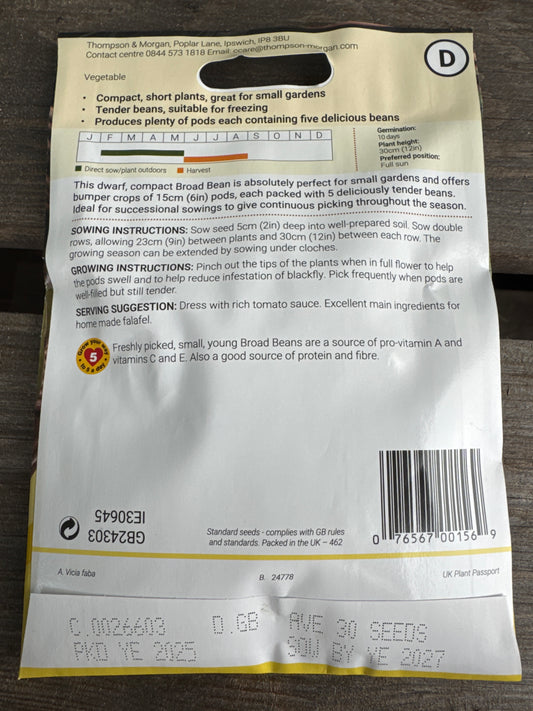 Thompson & Morgan, Poplar Lane, Ipswich, IP8 3BU
Contact centre 0844 573 1818 Email: ccare@thompson-morgan.com
D
Vegetable
• Compact, short plants, great for small gardens
• Tender beans, suitable for freezing
• Produces plenty of pods each containing five delicious beans
J F M A M J J A S O N D
Direct sow/plant outdoors Harvest
Germination:
10 days
Plant height:
30cm (12in)
Preferred position:
Full sun
This dwarf, compact Broad Bean is absolutely perfect for small gardens and offers
bumper crops of 15cm (6in) pods, each packed with 5 deliciously tender beans.
Ideal for successional sowings to give continuous picking throughout the season.
SOWING INSTRUCTIONS: Sow seed 5cm (2in) deep into well-prepared soil. Sow double
rows, allowing 23cm (9in) between plants and 30cm (12in) between each row. The
growing season can be extended by sowing under cloches.
GROWING INSTRUCTIONS: Pinch out the tips of the plants when in full flower to help
the pods swell and to help reduce infestation of blackfly. Pick frequently when pods are
well-filled but still tender.
SERVING SUGGESTION: Dress with rich tomato sauce. Excellent main ingredients for
home made falafel.
Grow your way
5
to 5 a day
Freshly picked, small, young Broad Beans are a source of pro-vitamin A and
vitamins C and E. Also a good source of protein and fibre.
GB24303
IE30645
Standard seeds - complies with GB rules
and standards. Packed in the UK – 462
0 76567 00156 9
A. Vicia faba
B. 24778
UK Plant Passport
C.0026603 D.GB AVE 30 SEEDS
PKD YE 2025 SOW BY YE 2027